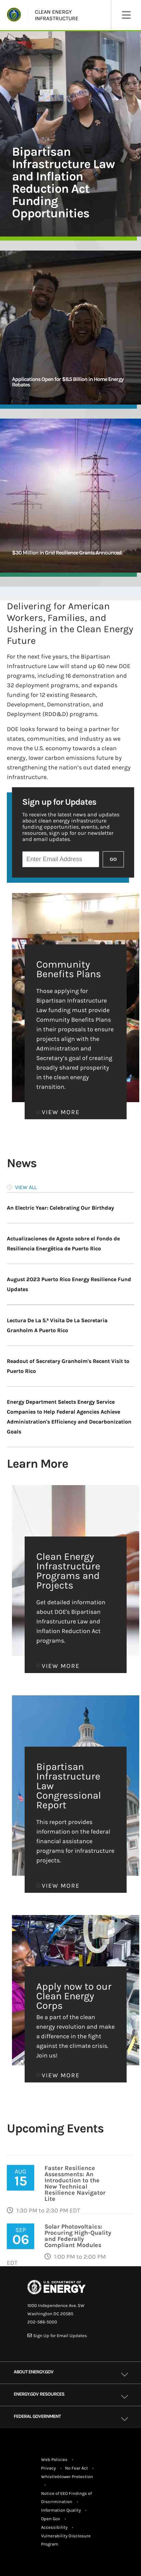 CLEAN ENERGY
INFRASTRUCTURE
Bipartisan
Infrastructure Law
and Inflation
Reduction Act
Funding
Opportunities
Applications Open for $8.5 Billion in Home Energy
Rebates
$30 Million in Grid Resilience Grants Announced
Delivering for American
Workers, Families, and
Ushering in the Clean Energy
Future
For the next five years, the Bipartisan
Infrastructure Law will stand up 60 new DOE
programs, including 16 demonstration and
32 deployment programs, and expands
funding for 12 existing Research,
Development, Demonstration, and
Deployment (RDD&D) programs.
DOE looks forward to being a partner for
states, communities, and industry as we
move the U.S. economy towards a clean
energy, lower carbon emissions future by
strengthening the nation's out dated energy
infrastructure.
Sign up for Updates
To receive the latest news and updates
about clean energy infrastructure
funding opportunities, events, and
resources, sign up for our newsletter
and email updates.
Enter Email Address
GO
Community
Benefits Plans
Those applying for
Bipartisan Infrastructure
Law funding must provide
Community Benefits Plans
in their proposals to ensure
projects align with the
Administration and
Secretary's goal of creating
broadly shared prosperity
in the clean energy
transition.
VIEW MORE
News
VIEW ALL
An Electric Year: Celebrating Our Birthday
Actualizaciones de Agosto sobre el Fondo de
Resiliencia Energética de Puerto Rico
August 2023 Puerto Rico Energy Resilience Fund
Updates
Lectura De La 5.ª Visita De La Secretaria
Granholm A Puerto Rico
Readout of Secretary Granholm's Recent Visit to
Puerto Rico
Energy Department Selects Energy Service
Companies to Help Federal Agencies Achieve
Administration's Efficiency and Decarbonization
Goals
Learn More
Clean Energy
Infrastructure
Programs and
Projects
Get detailed information
about DOE's Bipartisan
Infrastructure Law and
Inflation Reduction Act
programs.
VIEW MORE
Bipartisan
Infrastructure
Law
Congressional
Report
This report provides
information on the federal
financial assistance
programs for infrastructure
projects.
VIEW MORE
Apply now to our
Clean Energy
Corps
Be a part of the clean
energy revolution and make
a difference in the fight
against the climate crisis.
Join us!
VIEW MORE
Upcoming Events
AUG
15
Faster Resilience
Assessments: An
Introduction to the
New Technical
Resilience Navigator
Lite
1:30 PM to 2:30 PM EDT
SEP
06
Solar Photovoltaics:
Procuring High-Quality
and Federally
Compliant Modules
1:00 PM to 2:00 PM
EDT
U.S. DEPARTMENT OF
ENERGY
1000 Independence Ave. SW
Washington DC 20585
202-586-5000
Sign Up for Email Updates
ABOUT ENERGY.GOV
ENERGY.GOV RESOURCES
FEDERAL GOVERNMENT
Web Policies •
Privacy • No Fear Act •
Whistleblower Protection
•
Notice of EEO Findings of
Discrimination •
Information Quality •
Open Gov •
Accessibility •
Vulnerability Disclosure
Program